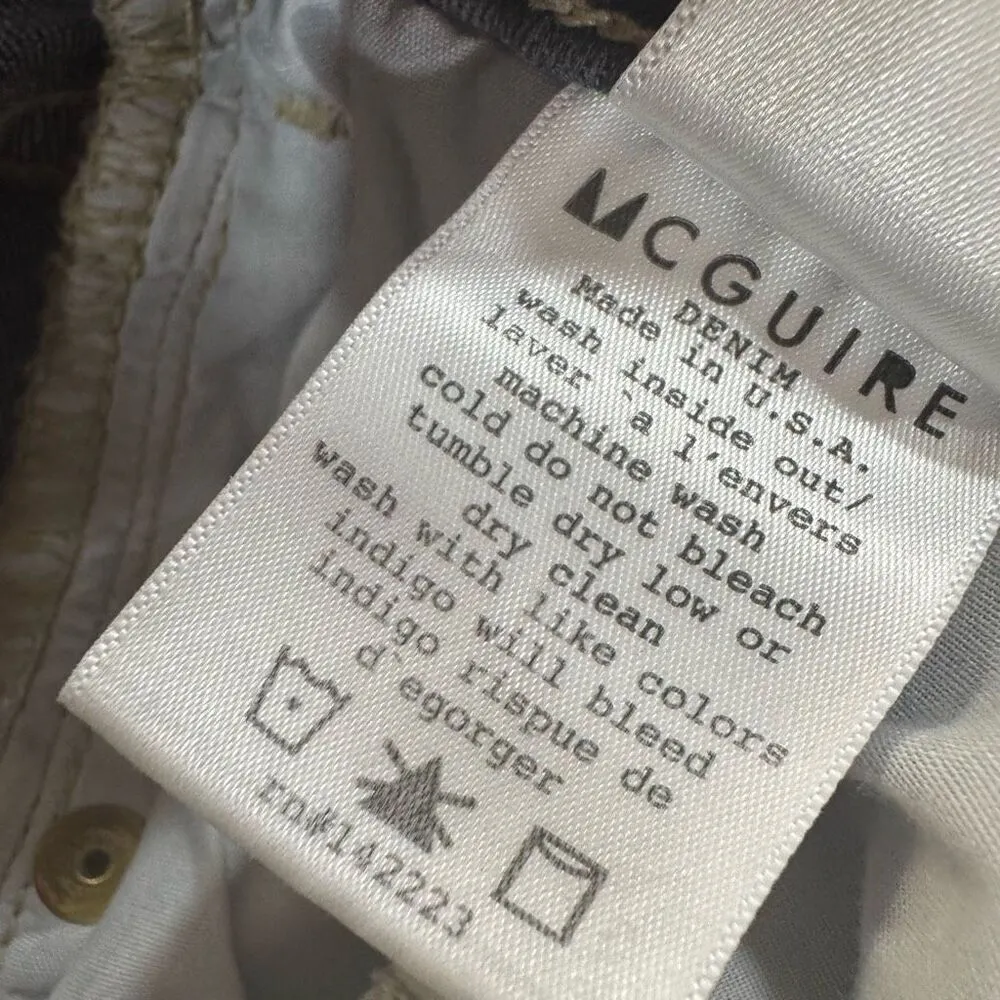 MCGUIRE
DENIM
Made in U.S.A.
wash inside out/
laver `a l'envers
machine wash
cold do not bleach
tumble dry low or
dry clean
wash with like colors
indigo will bleed
indigo rispue de
d`egorger
rn#142223